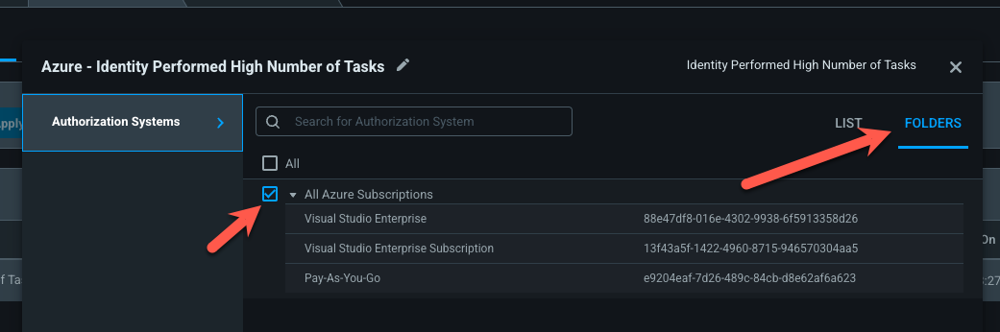 Azure - Identity Performed High Number of Tasks
Identity Performed High Number of Tasks
Authorization Systems
Search for Authorization System
LIST
FOLDERS
Apply
All
All Azure Subscriptions
Visual Studio Enterprise 88e47df8-016e-4302-9938-6f5913358d26
On
Visual Studio Enterprise Subscription 13f43a5f-1422-4960-8715-946570304aa5
of Ta
Pay-As-You-Go e9204eaf-7d26-489c-84cb-d8e62af6a623
:27